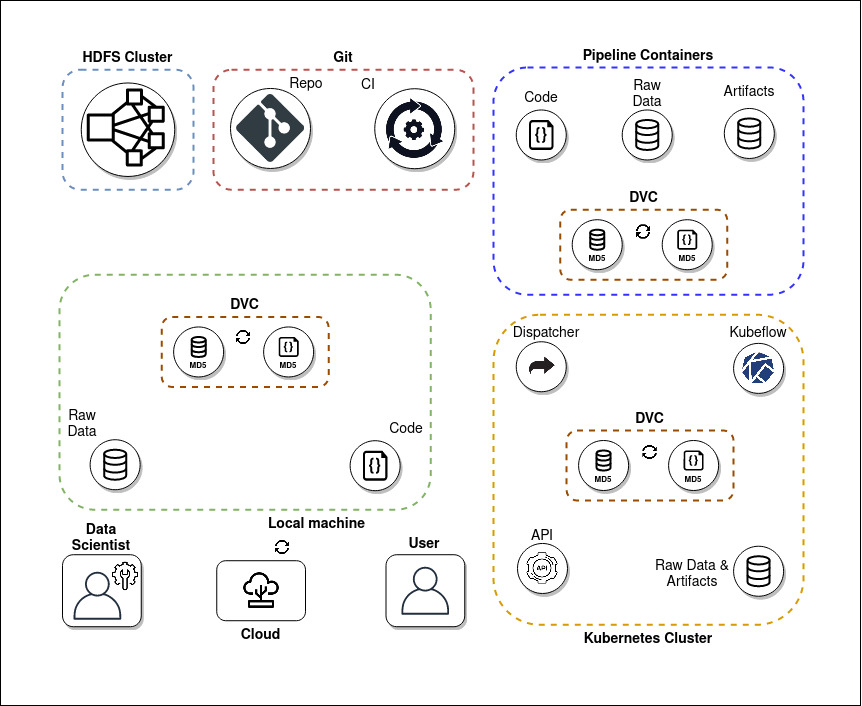 HDFS Cluster
Git
Pipeline Containers
Repo
CI
Code
Raw
Data
Artifacts
DVC
MD5
MD5
DVC
MD5
MD5
Raw
Data
Code
Local machine
Dispatcher
Kubeflow
DVC
MD5
MD5
API
API
Raw Data &
Artifacts
Kubernetes Cluster
Data
Scientist
Cloud
User